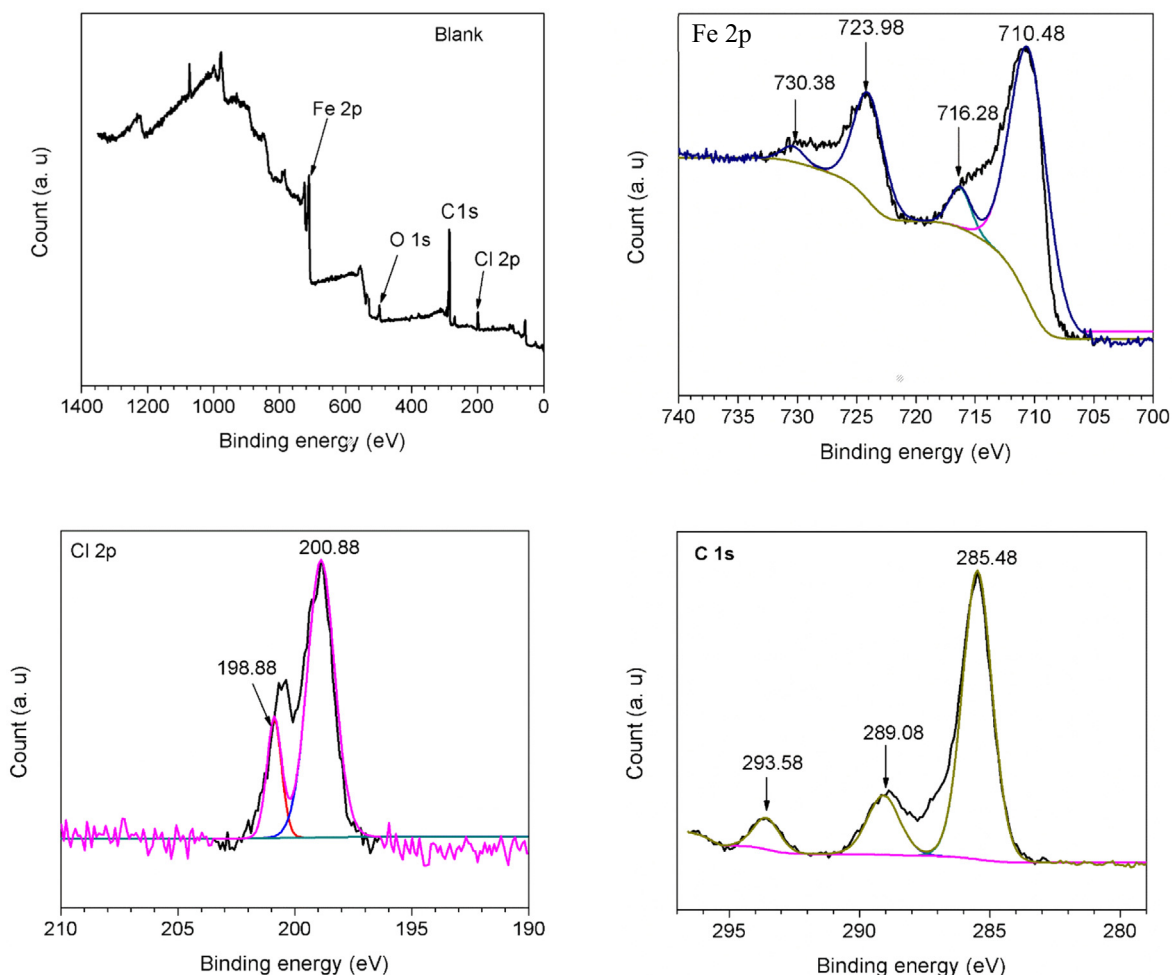 Blank
Fe 2p
C1s
O 1s
Cl 2p
Count (a. u)
1400 1200 1000 800 600 400 200 0
Binding energy (eV)
Fe 2p
723.98
710.48
730.38
716.28
Count (a. u)
740 735 730 725 720 715 710 705 700
Binding energy (eV)
Cl 2p
200.88
198.88
Count (a. u)
210 205 200 195 190
Binding energy (eV)
C 1s
285.48
289.08
293.58
Count (a. u)
295 290 285 280
Binding energy (eV)